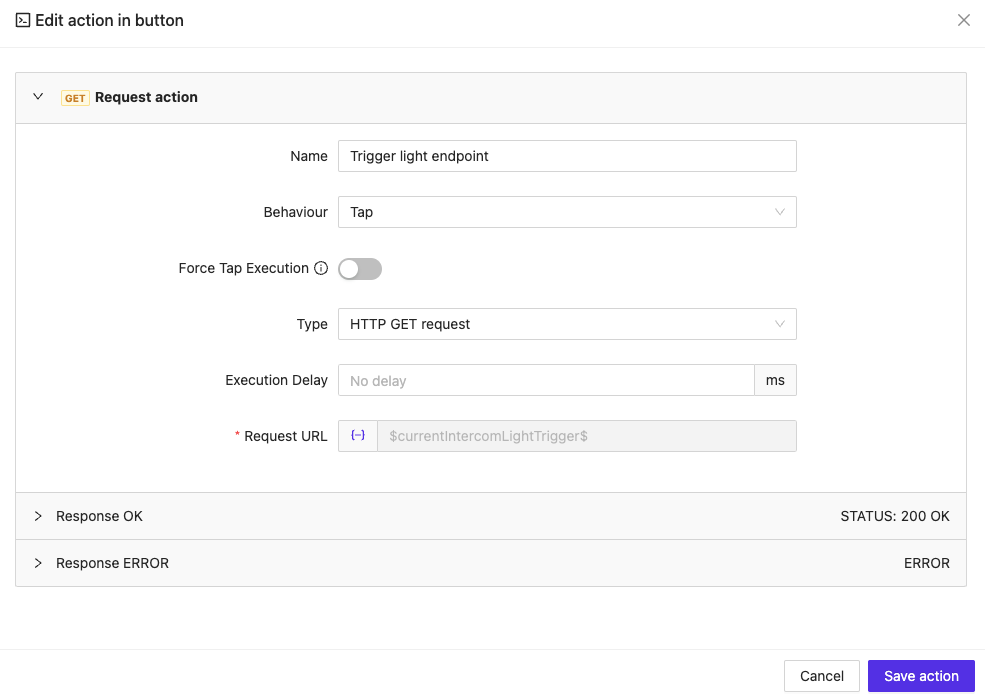 Edit action in button
GET Request action
Name Trigger light endpoint
Behaviour Tap
Force Tap Execution
Type HTTP GET request
Execution Delay No delay ms
* Request URL {--} $currentIntercomLightTrigger$
Response OK STATUS: 200 OK
Response ERROR ERROR
Cancel Save action